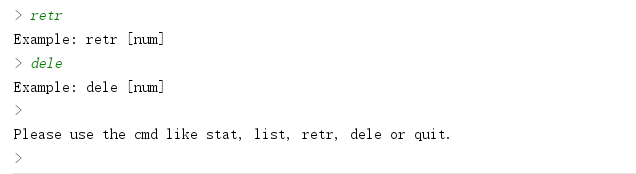 > retr
Example: retr [num]
> dele
Example: dele [num]
>
Please use the cmd like stat, list, retr, dele or quit.
>